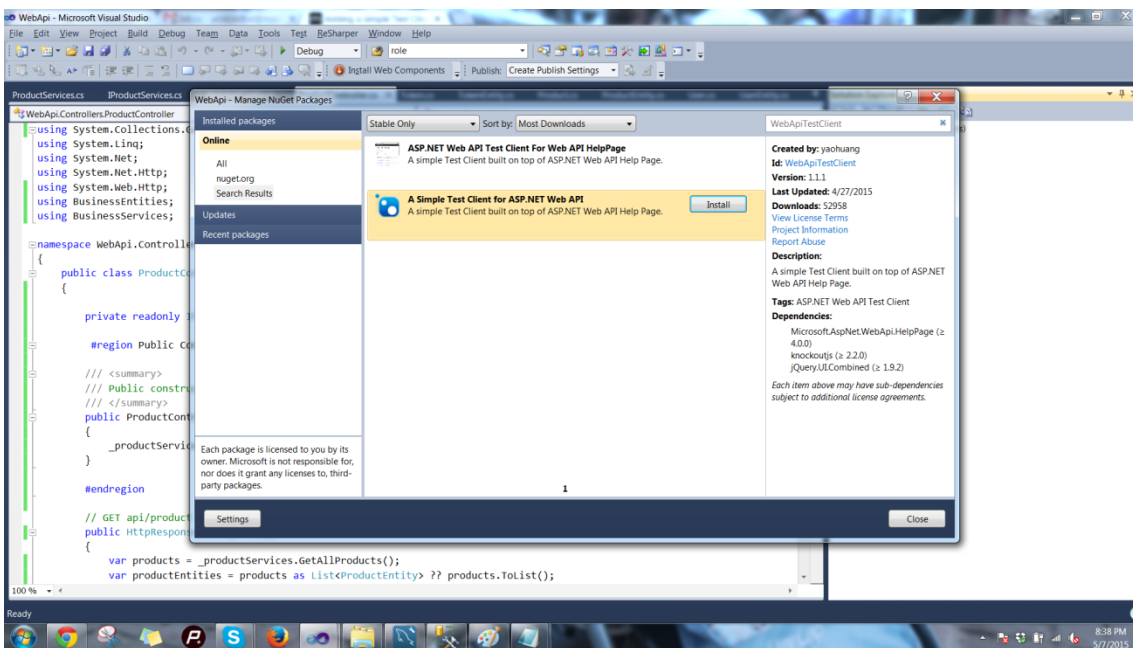 WebApi - Microsoft Visual Studio
File Edit View Project Build Debug Team Data Tools Test ReSharper Window Help
Debug role
Install Web Components Publish: Create Publish Settings
ProductServices.cs IProductServices.cs
WebApi.Controllers.ProductController
using System.Collections.
using System.Linq;
using System.Net;
using System.Net.Http;
using System.Web.Http;
using BusinessEntities;
using BusinessServices;
namespace WebApi.Controlle
{
public class ProductCo
{
private readonly
#region Public Co
/// <summary>
/// Public constru
/// </summary>
public ProductCont
{
_productServic
}
#endregion
// GET api/product
public HttpRespons
{
var products = _productServices.GetAllProducts();
var productEntities = products as List<ProductEntity> ?? products.ToList();
100 %
Ready
WebApi - Manage NuGet Packages
Installed packages
Online
All
nuget.org
Search Results
Updates
Recent packages
Each package is licensed to you by its
owner. Microsoft is not responsible for,
nor does it grant any licenses to, third-
party packages.
Settings
Stable Only Sort by: Most Downloads
ASP.NET Web API Test Client For Web API HelpPage
A simple Test Client built on top of ASP.NET Web API Help Page.
A Simple Test Client for ASP.NET Web API
A simple Test Client built on top of ASP.NET Web API Help Page.
Install
1
WebApiTestClient
Created by: yaohuang
Id: WebApiTestClient
Version: 1.1.1
Last Updated: 4/27/2015
Downloads: 52958
View License Terms
Project Information
Report Abuse
Description:
A simple Test Client built on top of ASP.NET
Web API Help Page.
Tags: ASP.NET Web API Test Client
Dependencies:
Microsoft.AspNet.WebApi.HelpPage (≥
4.0.0)
knockoutjs (≥ 2.2.0)
jQuery.UI.Combined (≥ 1.9.2)
Each item above may have sub-dependencies
subject to additional license agreements.
Close
8:38 PM
5/7/2015